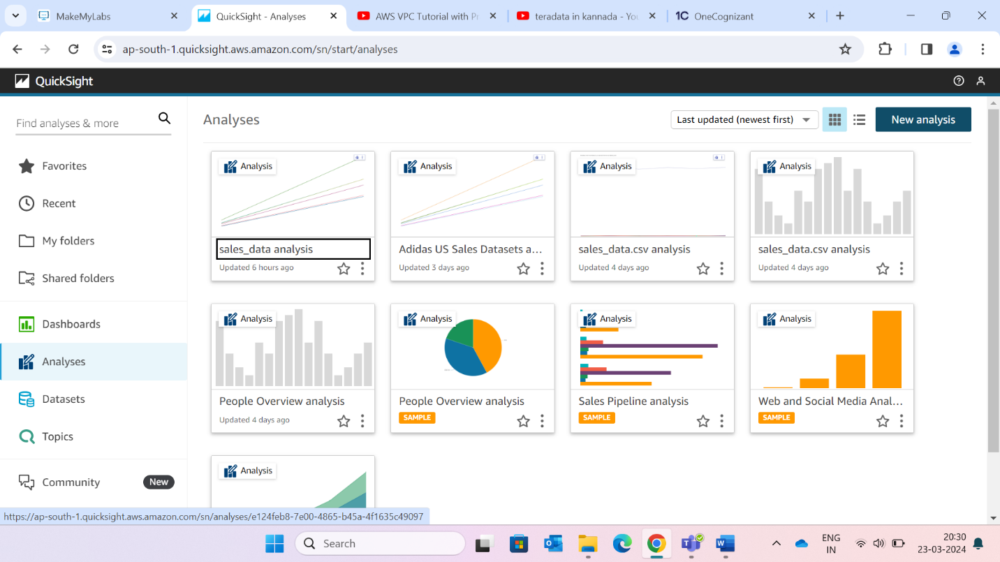 MakeMyLabs
QuickSight - Analyses
AWS VPC Tutorial with Pr
teradata in kannada - You
1C OneCognizant
ap-south-1.quicksight.aws.amazon.com/sn/start/analyses
QuickSight
Find analyses & more
Favorites
Recent
My folders
Shared folders
Dashboards
Analyses
Datasets
Topics
Community New
Analyses
Last updated (newest first)
New analysis
Analysis
sales_data analysis
Updated 6 hours ago
Analysis
Adidas US Sales Datasets a...
Updated 3 days ago
Analysis
sales_data.csv analysis
Updated 4 days ago
Analysis
sales_data.csv analysis
Updated 4 days ago
Analysis
People Overview analysis
Updated 4 days ago
Analysis
People Overview analysis
SAMPLE
Analysis
Sales Pipeline analysis
SAMPLE
Analysis
Web and Social Media Anal...
SAMPLE
Analysis
https://ap-south-1.quicksight.aws.amazon.com/sn/analyses/e124feb8-7e00-4865-b45a-4f1635c49097
Search
ENG
IN
20:30
23-03-2024